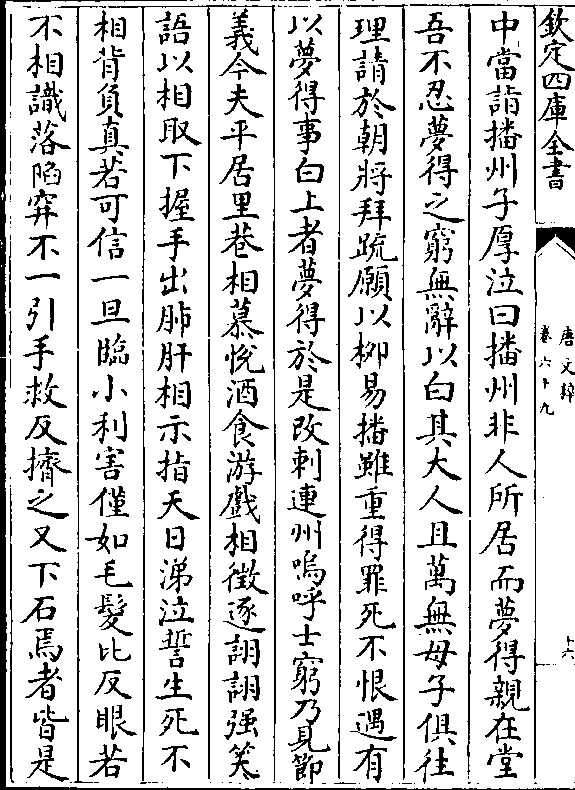 欽定四庫全書
唐文粹
卷六十九
十六
中當詣播州子厚泣曰播州非人所居而夢得親在堂
吾不忍夢得之窮無辭以白其大人且萬無母子俱往
理請於朝將拜疏願以柳易播雖重得罪死不恨遇有
以夢得事白上者夢得於是改刺連州嗚呼士窮乃見節
義今夫平居里巷相慕悅酒食游戲相徵逐詡詡强笑
語以相取下握手出肺肝相示指天日涕泣誓生死不
相背負真若可信一旦臨小利害僅如毛髮比反眼若
不相識落陷穽不一引手救反擠之又下石焉者皆是